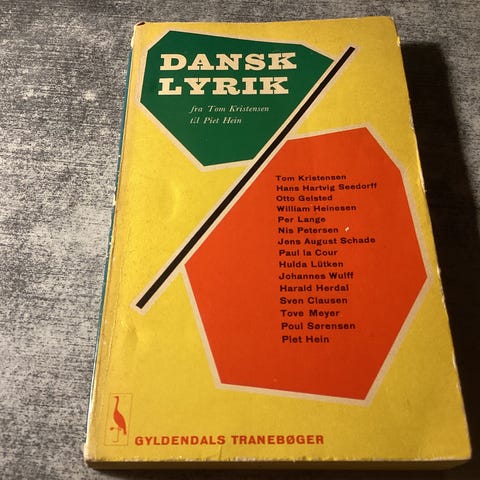 DANSK
LYRIK
fra Tom Kristensen
til Piet Hein
Tom Kristensen
Hans Hartvig Seedorff
Otto Gelsted
William Heinesen
Per Lange
Nis Petersen
Jens August Schade
Paul la Cour
Hulda Lütken
Johannes Wulff
Harald Herdal
Sven Clausen
Tove Meyer
Poul Sørensen
Piet Hein
GYLDENDALS TRANEBØGER